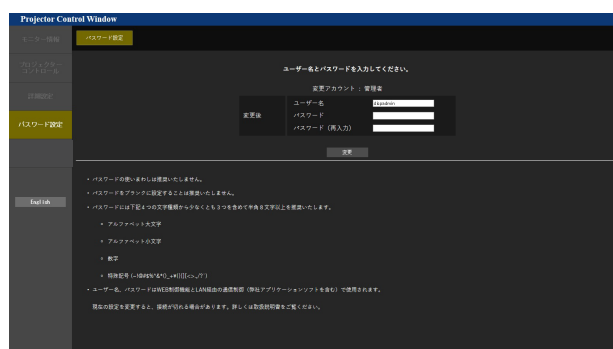 Projector Control Window
モニター情報
パスワード設定
プロジェクター
コントロール
ユーザー名とパスワードを入力してください。
詳細設定
変更アカウント : 管理者
ユーザー名
dispadmin
変更後
パスワード
パスワード (再入力)
パスワード設定
変更
• パスワードの使いまわしは推奨いたしません。
• パスワードをブランクに設定することは推奨いたしません。
English
• パスワードには下記4つの文字種類から少なくとも3つを含めて半角8文字以上を推奨いたします。
アルファベット大文字
アルファベット小文字
数字
特殊記号
• ユーザー名、パスワードはWEB制御機能とLAN経由の通信制御 (弊社アプリケーションソフトを含む) で使用されます。
現在の設定を変更すると、接続が切れる場合があります。詳しくは取扱説明書をご覧ください。